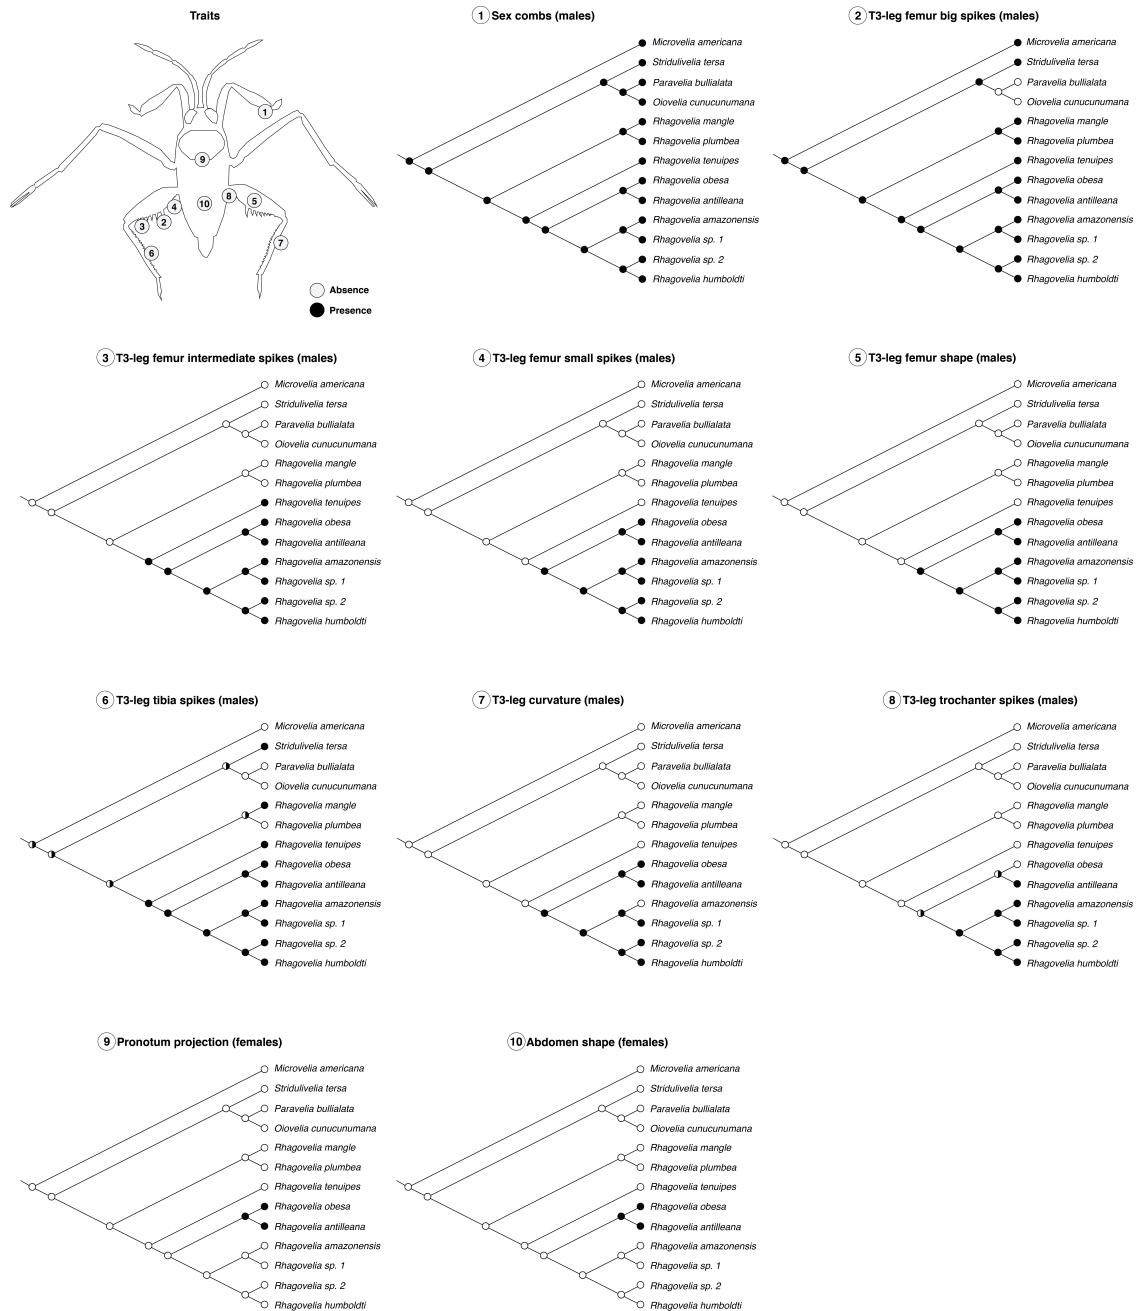 Traits
1
9
10
8
5
4
3
2
6
7
Absence
Presence
1 Sex combs (males)
Microvelia americana
Stridulivelia tersa
Paravelia bullialata
Oiovelia cunucunumana
Rhagovelia mangle
Rhagovelia plumbea
Rhagovelia tenuipes
Rhagovelia obesa
Rhagovelia antilleana
Rhagovelia amazonensis
Rhagovelia sp. 1
Rhagovelia sp. 2
Rhagovelia humboldti
2 T3-leg femur big spikes (males)
Microvelia americana
Stridulivelia tersa
Paravelia bullialata
Oiovelia cunucunumana
Rhagovelia mangle
Rhagovelia plumbea
Rhagovelia tenuipes
Rhagovelia obesa
Rhagovelia antilleana
Rhagovelia amazonensis
Rhagovelia sp. 1
Rhagovelia sp. 2
Rhagovelia humboldti
3 T3-leg femur intermediate spikes (males)
Microvelia americana
Stridulivelia tersa
Paravelia bullialata
Oiovelia cunucunumana
Rhagovelia mangle
Rhagovelia plumbea
Rhagovelia tenuipes
Rhagovelia obesa
Rhagovelia antilleana
Rhagovelia amazonensis
Rhagovelia sp. 1
Rhagovelia sp. 2
Rhagovelia humboldti
4 T3-leg femur small spikes (males)
Microvelia americana
Stridulivelia tersa
Paravelia bullialata
Oiovelia cunucunumana
Rhagovelia mangle
Rhagovelia plumbea
Rhagovelia tenuipes
Rhagovelia obesa
Rhagovelia antilleana
Rhagovelia amazonensis
Rhagovelia sp. 1
Rhagovelia sp. 2
Rhagovelia humboldti
5 T3-leg femur shape (males)
Microvelia americana
Stridulivelia tersa
Paravelia bullialata
Oiovelia cunucunumana
Rhagovelia mangle
Rhagovelia plumbea
Rhagovelia tenuipes
Rhagovelia obesa
Rhagovelia antilleana
Rhagovelia amazonensis
Rhagovelia sp. 1
Rhagovelia sp. 2
Rhagovelia humboldti
6 T3-leg tibia spikes (males)
Microvelia americana
Stridulivelia tersa
Paravelia bullialata
Oiovelia cunucunumana
Rhagovelia mangle
Rhagovelia plumbea
Rhagovelia tenuipes
Rhagovelia obesa
Rhagovelia antilleana
Rhagovelia amazonensis
Rhagovelia sp. 1
Rhagovelia sp. 2
Rhagovelia humboldti
7 T3-leg curvature (males)
Microvelia americana
Stridulivelia tersa
Paravelia bullialata
Oiovelia cunucunumana
Rhagovelia mangle
Rhagovelia plumbea
Rhagovelia tenuipes
Rhagovelia obesa
Rhagovelia antilleana
Rhagovelia amazonensis
Rhagovelia sp. 1
Rhagovelia sp. 2
Rhagovelia humboldti
8 T3-leg trochanter spikes (males)
Microvelia americana
Stridulivelia tersa
Paravelia bullialata
Oiovelia cunucunumana
Rhagovelia mangle
Rhagovelia plumbea
Rhagovelia tenuipes
Rhagovelia obesa
Rhagovelia antilleana
Rhagovelia amazonensis
Rhagovelia sp. 1
Rhagovelia sp. 2
Rhagovelia humboldti
9 Pronotum projection (females)
Microvelia americana
Stridulivelia tersa
Paravelia bullialata
Oiovelia cunucunumana
Rhagovelia mangle
Rhagovelia plumbea
Rhagovelia tenuipes
Rhagovelia obesa
Rhagovelia antilleana
Rhagovelia amazonensis
Rhagovelia sp. 1
Rhagovelia sp. 2
Rhagovelia humboldti
10 Abdomen shape (females)
Microvelia americana
Stridulivelia tersa
Paravelia bullialata
Oiovelia cunucunumana
Rhagovelia mangle
Rhagovelia plumbea
Rhagovelia tenuipes
Rhagovelia obesa
Rhagovelia antilleana
Rhagovelia amazonensis
Rhagovelia sp. 1
Rhagovelia sp. 2
Rhagovelia humboldti